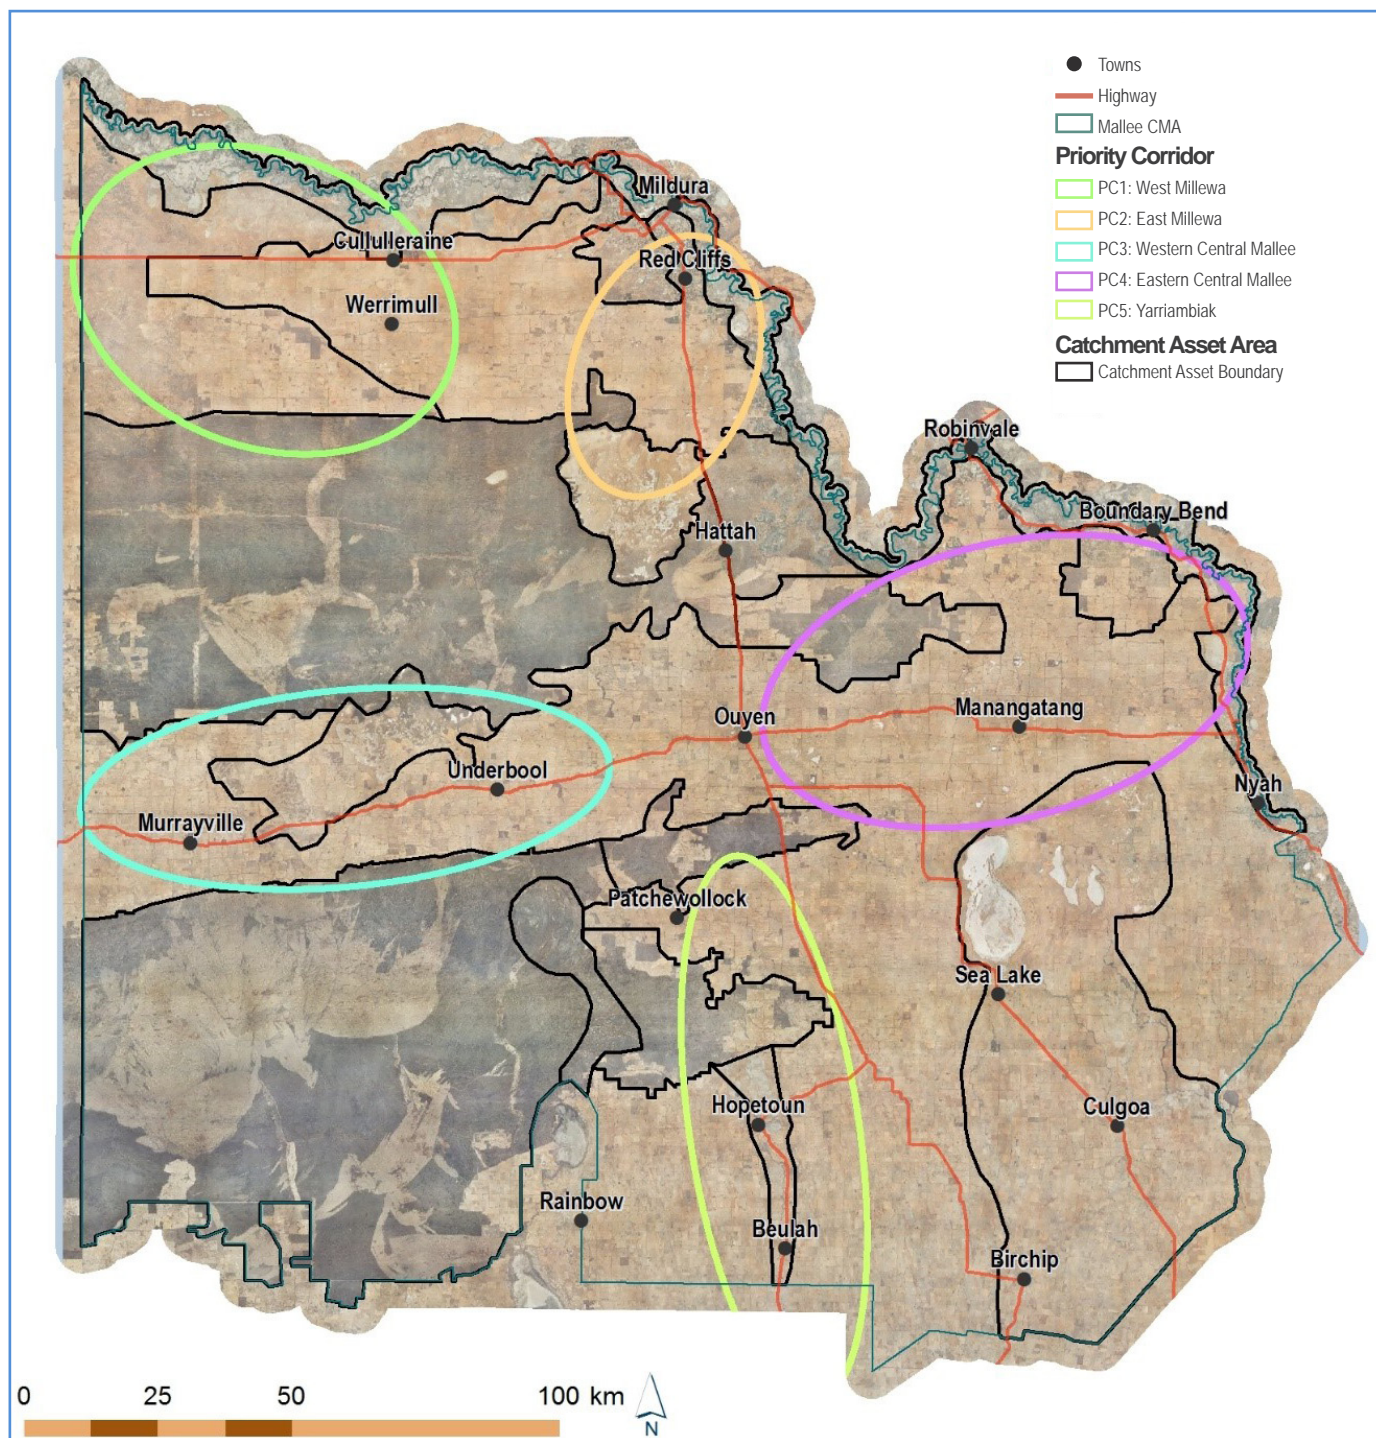 Towns
Highway
Mallee CMA
Priority Corridor
PC1: West Millewa
PC2: East Millewa
PC3: Western Central Mallee
PC4: Eastern Central Mallee
PC5: Yarriambiak
Catchment Asset Area
Catchment Asset Boundary
Mildura
Cullulleraine
Red Cliffs
Werrimull
Robinvale
Boundary Bend
Hattah
Ouyen
Manangatang
Underbool
Nyah
Murrayville
Patchewollock
Sea Lake
Hopetoun
Culgoa
Rainbow
Beulah
Birchip
0 25 50 100 km
N